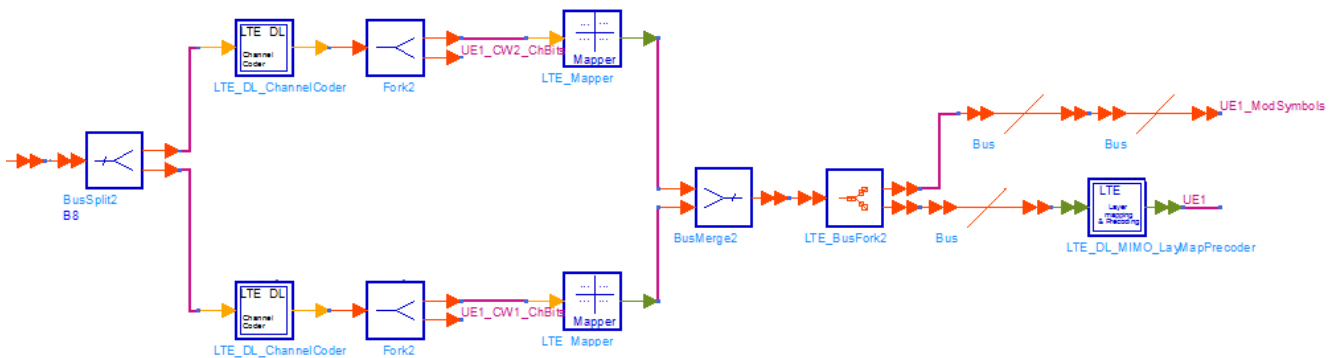 LTE DL
Channel
Coder
LTE_DL_ChannelCoder
Fork2
UE1_CW2_ChBits
Mapper
LTE_Mapper
BusSplit2
B8
UE1_ModSymbols
Bus
Bus
BusMerge2
LTE_BusFork2
Bus
LTE
Layer
mapping
& Precoding
UE1
LTE_DL_MIMO_LayMapPrecoder
LTE DL
Channel
Coder
LTE_DL_ChannelCoder
Fork2
UE1_CW1_ChBits
Mapper
LTE_Mapper